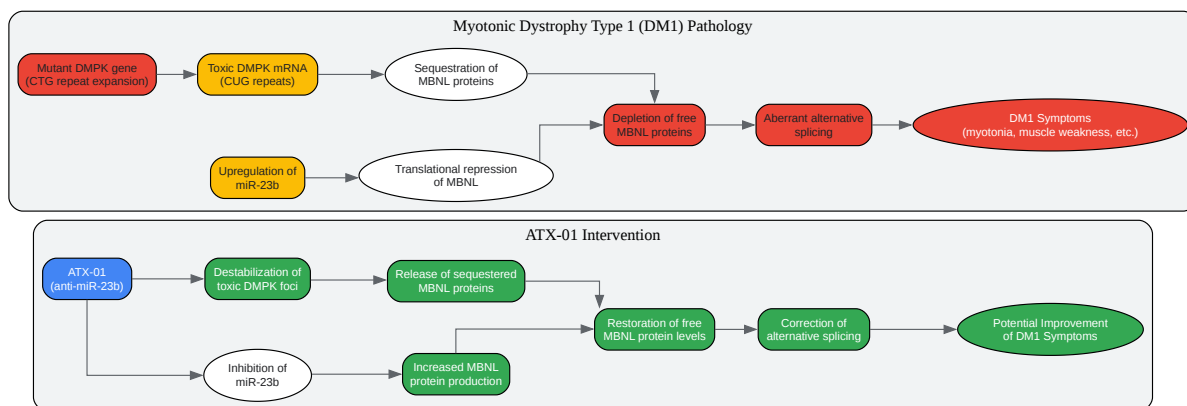 Myotonic Dystrophy Type 1 (DM1) Pathology
Mutant DMPK gene
(CTG repeat expansion)
Toxic DMPK mRNA
(CUG repeats)
Sequestration of
MBNL proteins
Depletion of free
MBNL proteins
Aberrant alternative
splicing
DM1 Symptoms
(myotonia, muscle weakness, etc.)
Upregulation of
miR-23b
Translational repression
of MBNL
ATX-01 Intervention
ATX-01
(anti-miR-23b)
Destabilization of
toxic DMPK foci
Release of sequestered
MBNL proteins
Restoration of free
MBNL protein levels
Correction of
alternative splicing
Potential Improvement
of DM1 Symptoms
Inhibition of
miR-23b
Increased MBNL
protein production